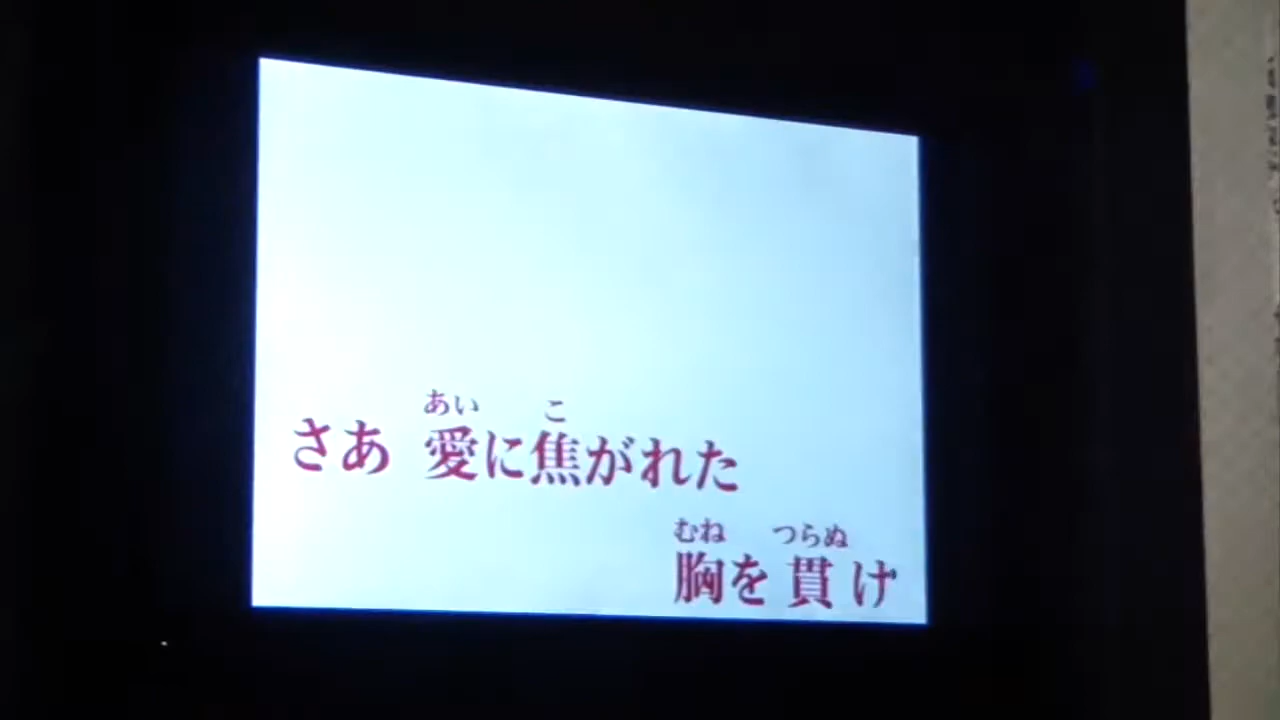 あい こ
さあ 愛に焦がれた
むね つらぬ
胸を貫け